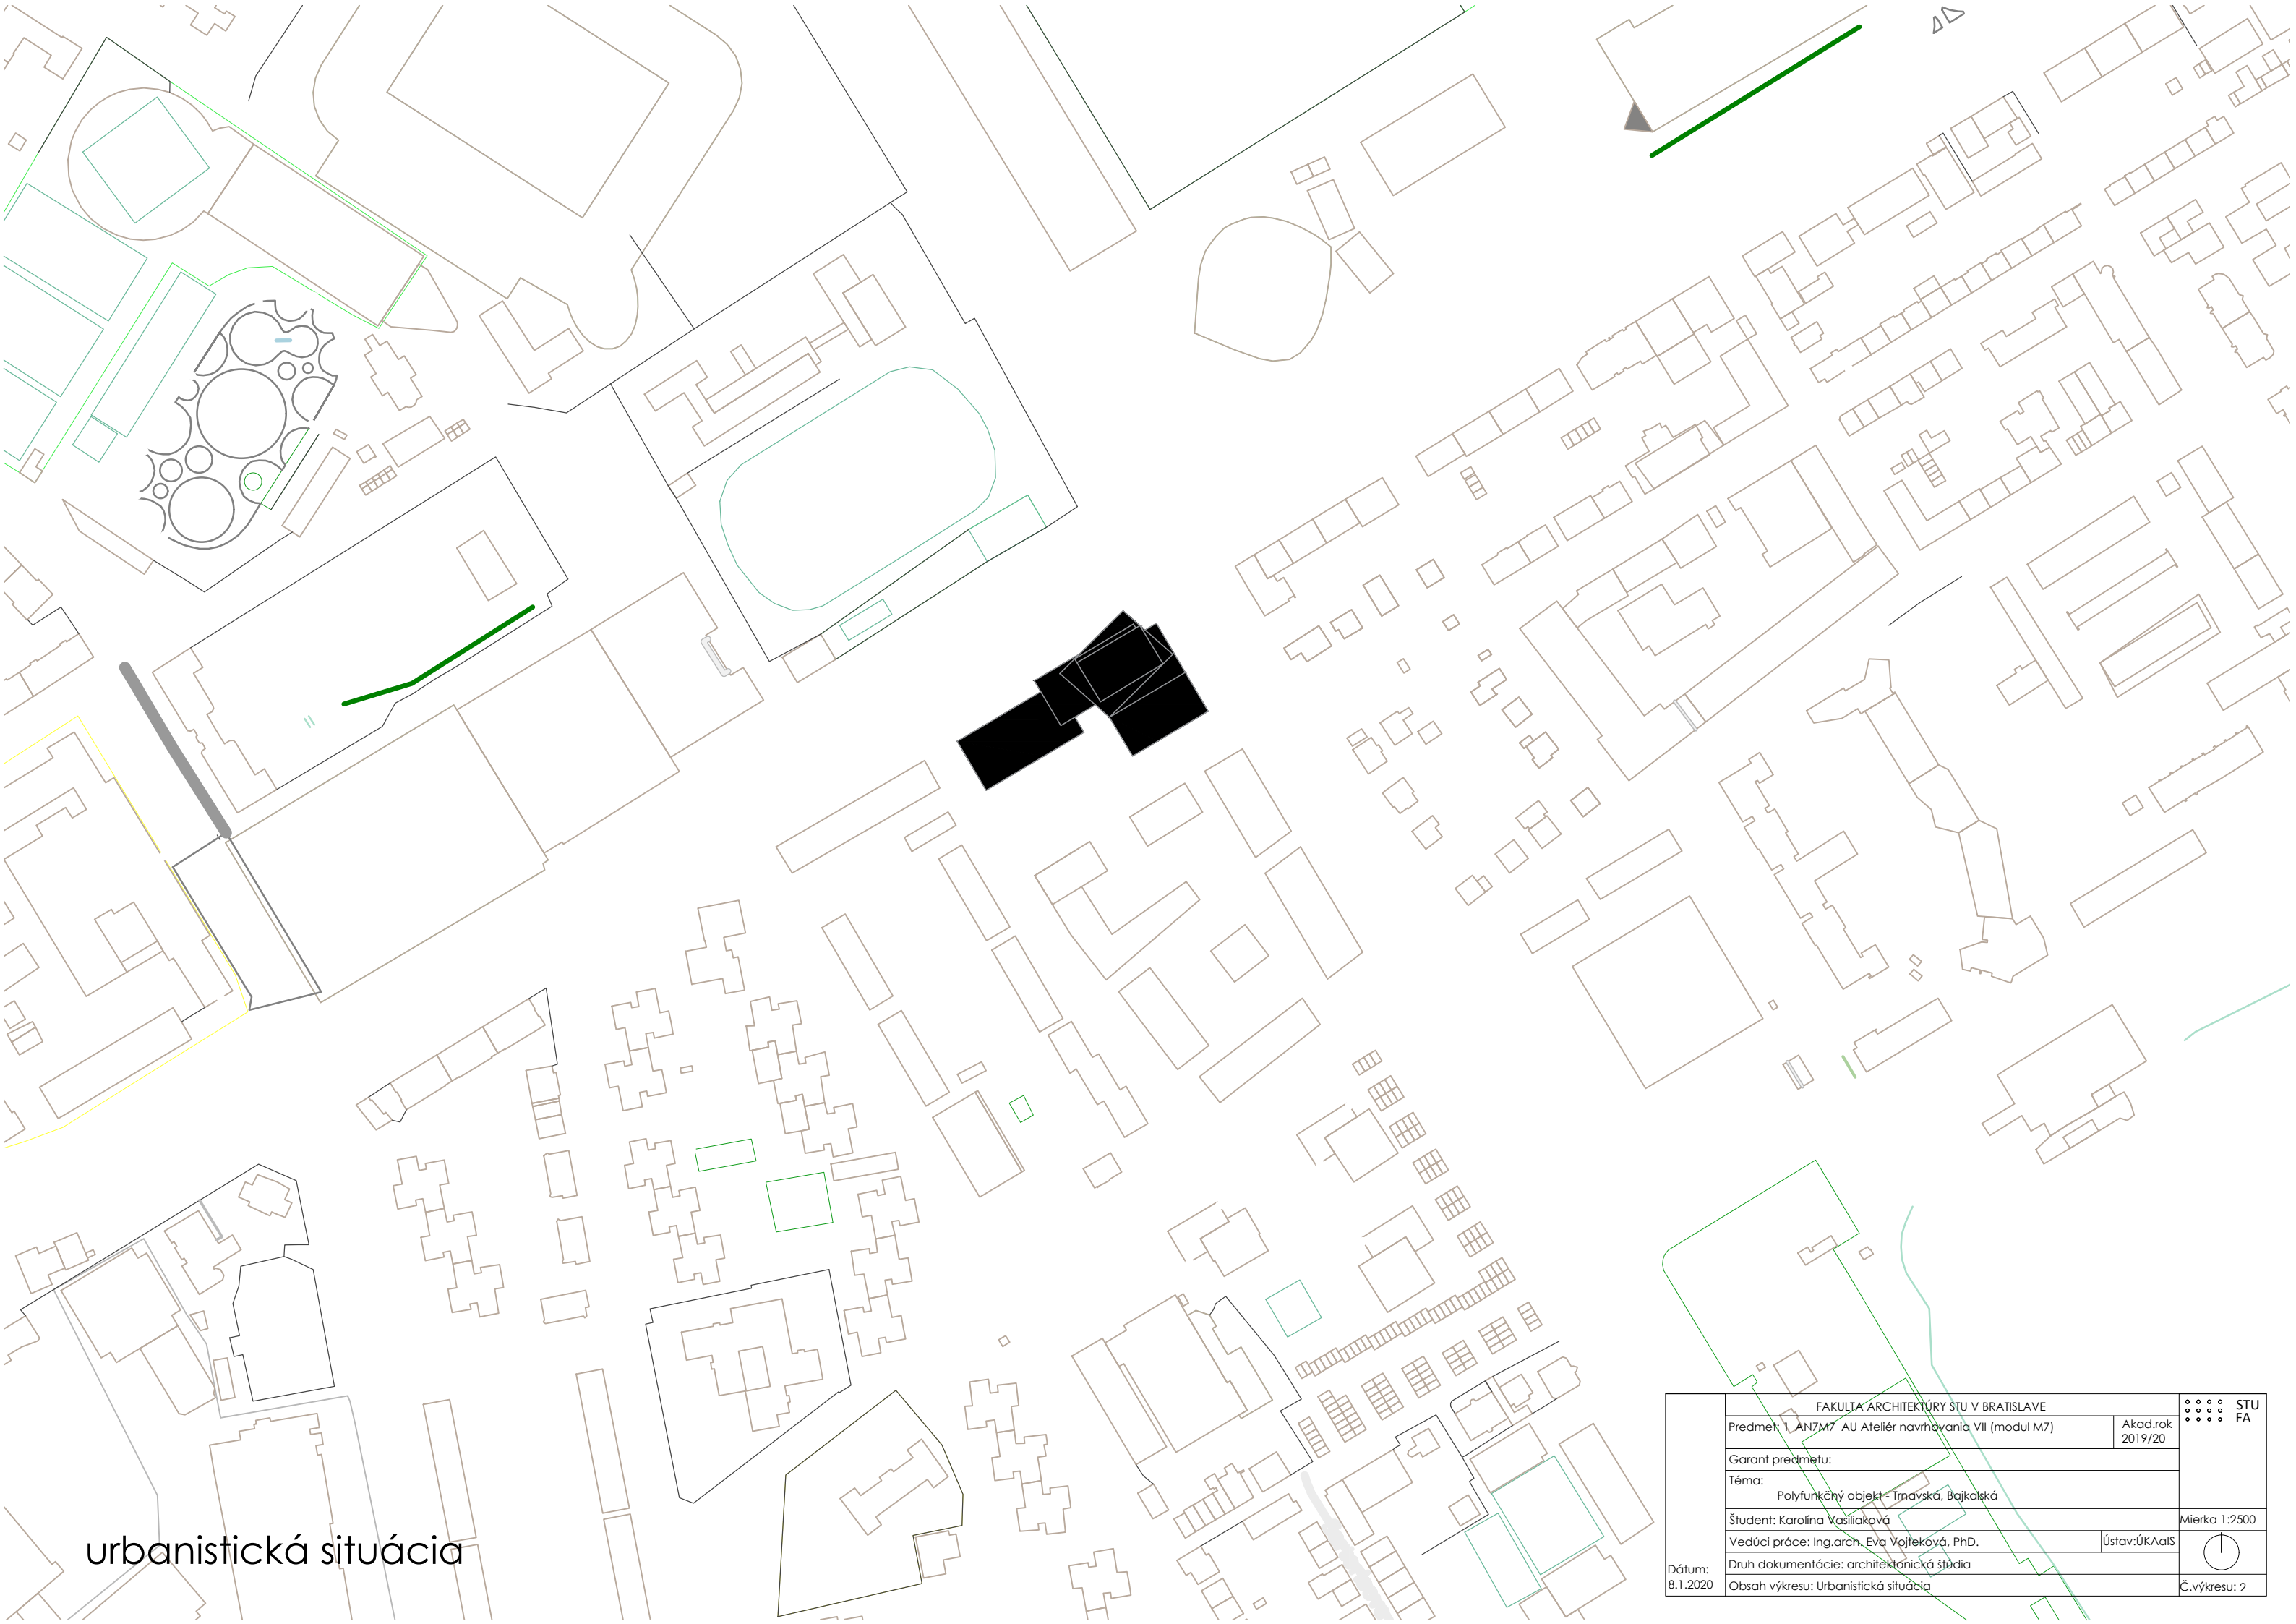 urbanistická situácia
FAKULTA ARCHITEKTÚRY STU V BRATISLAVE
STU
FA
Predmet: 1_AN7M7_AU Ateliér navrhovania VII (modul M7)
Akad.rok
2019/20
Garant predmetu:
Téma:
Polyfunkčný objekt - Trnavská, Bajkalská
Študent: Karolína Vasiliaková
Mierka 1:2500
Vedúci práce: Ing.arch. Eva Vojteková, PhD.
Ústav:ÚKAaIS
Dátum:
8.1.2020
Druh dokumentácie: architektonická štúdia
Obsah výkresu: Urbanistická situácia
Č.výkresu: 2